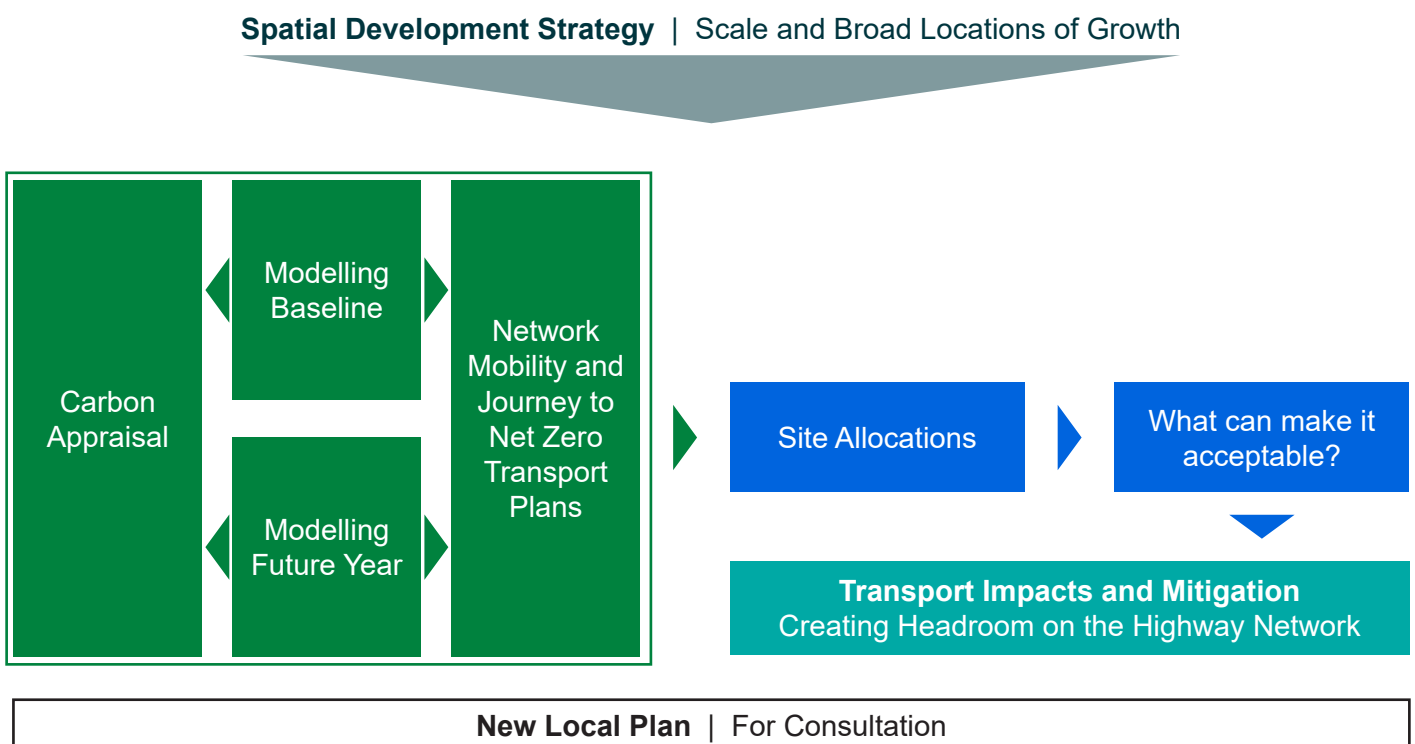 Spatial Development Strategy | Scale and Broad Locations of Growth
Carbon
Appraisal
Modelling
Baseline
Modelling
Future Year
Network
Mobility and
Journey to
Net Zero
Transport
Plans
Site Allocations
What can make it
acceptable?
Transport Impacts and Mitigation
Creating Headroom on the Highway Network
New Local Plan | For Consultation